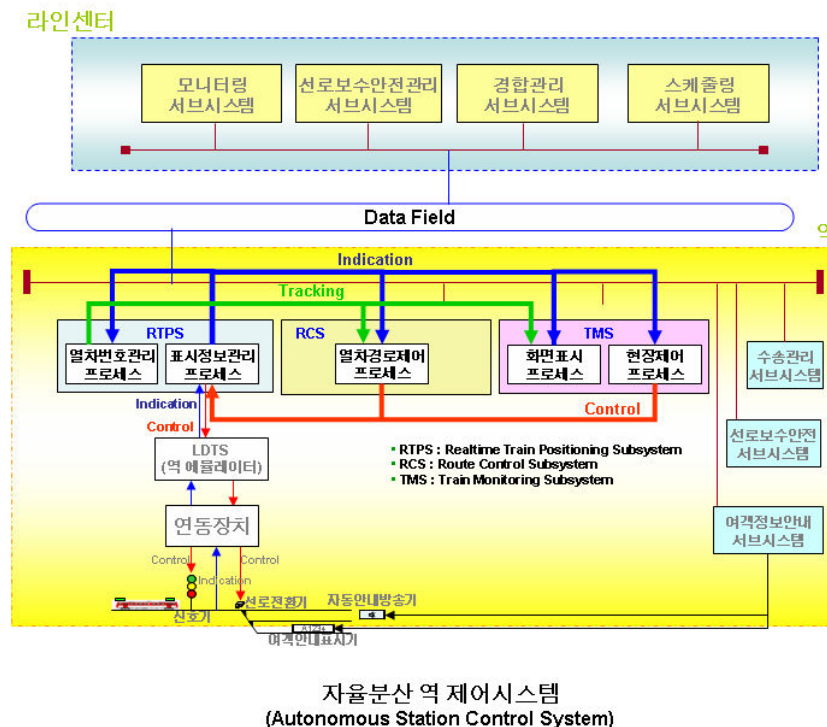 라인센터
모니터링
서브시스템
선로보수안전관리
서브시스템
경합관리
서브시스템
스케줄링
서브시스템
Data Field
역
Indication
Tracking
RTPS
RCS
TMS
열차번호관리
프로세스
표시정보관리
프로세스
열차경로제어
프로세스
화면표시
프로세스
현장제어
프로세스
수송관리
서브시스템
Indication
Control
Control
LDTS
(역 에뮬레이터)
RTPS : Realtime Train Positioning Subsystem
RCS : Route Control Subsystem
TMS : Train Monitoring Subsystem
선로보수안전
서브시스템
연동장치
여객정보안내
서브시스템
Control
Control
Indication
신호기
선로전환기
자동안내방송기
A1234
여객안내표시기
자율분산 역 제어시스템
(Autonomous Station Control System)